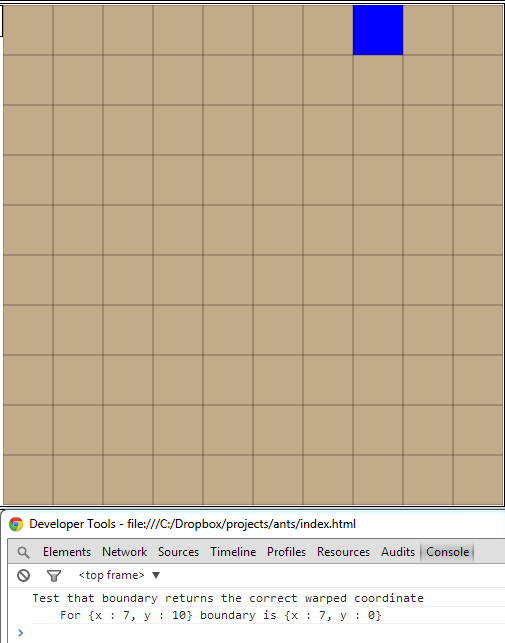 Developer Tools - file:///C:/Dropbox/projects/ants/index.html
Elements Network Sources Timeline Profiles Resources Audits Console
<top frame> ▼
Test that boundary returns the correct warped coordinate
For {x : 7, y : 10} boundary is {x : 7, y : 0}
>